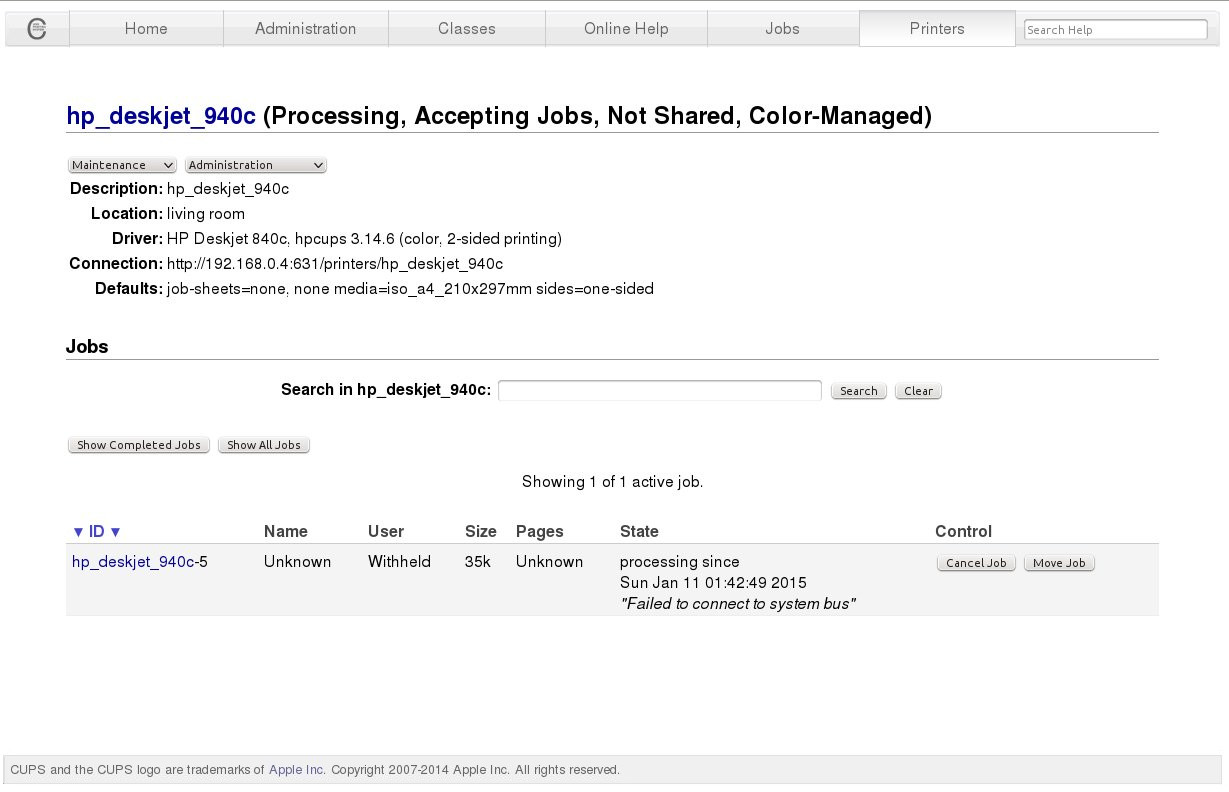 Home Administration Classes Online Help Jobs Printers Search Help
hp_deskjet_940c (Processing, Accepting Jobs, Not Shared, Color-Managed)
Maintenance Administration
Description: hp_deskjet_940c
Location: living room
Driver: HP Deskjet 840c, hpcups 3.14.6 (color, 2-sided printing)
Connection: http://192.168.0.4:631/printers/hp_deskjet_940c
Defaults: job-sheets=none, none media=iso_a4_210x297mm sides=one-sided
Jobs
Search in hp_deskjet_940c: Search Clear
Show Completed Jobs Show All Jobs
Showing 1 of 1 active job.
▼ ID ▼ Name User Size Pages State Control
hp_deskjet_940c-5 Unknown Withheld 35k Unknown processing since Cancel Job Move Job
Sun Jan 11 01:42:49 2015
"Failed to connect to system bus"
CUPS and the CUPS logo are trademarks of Apple Inc. Copyright 2007-2014 Apple Inc. All rights reserved.